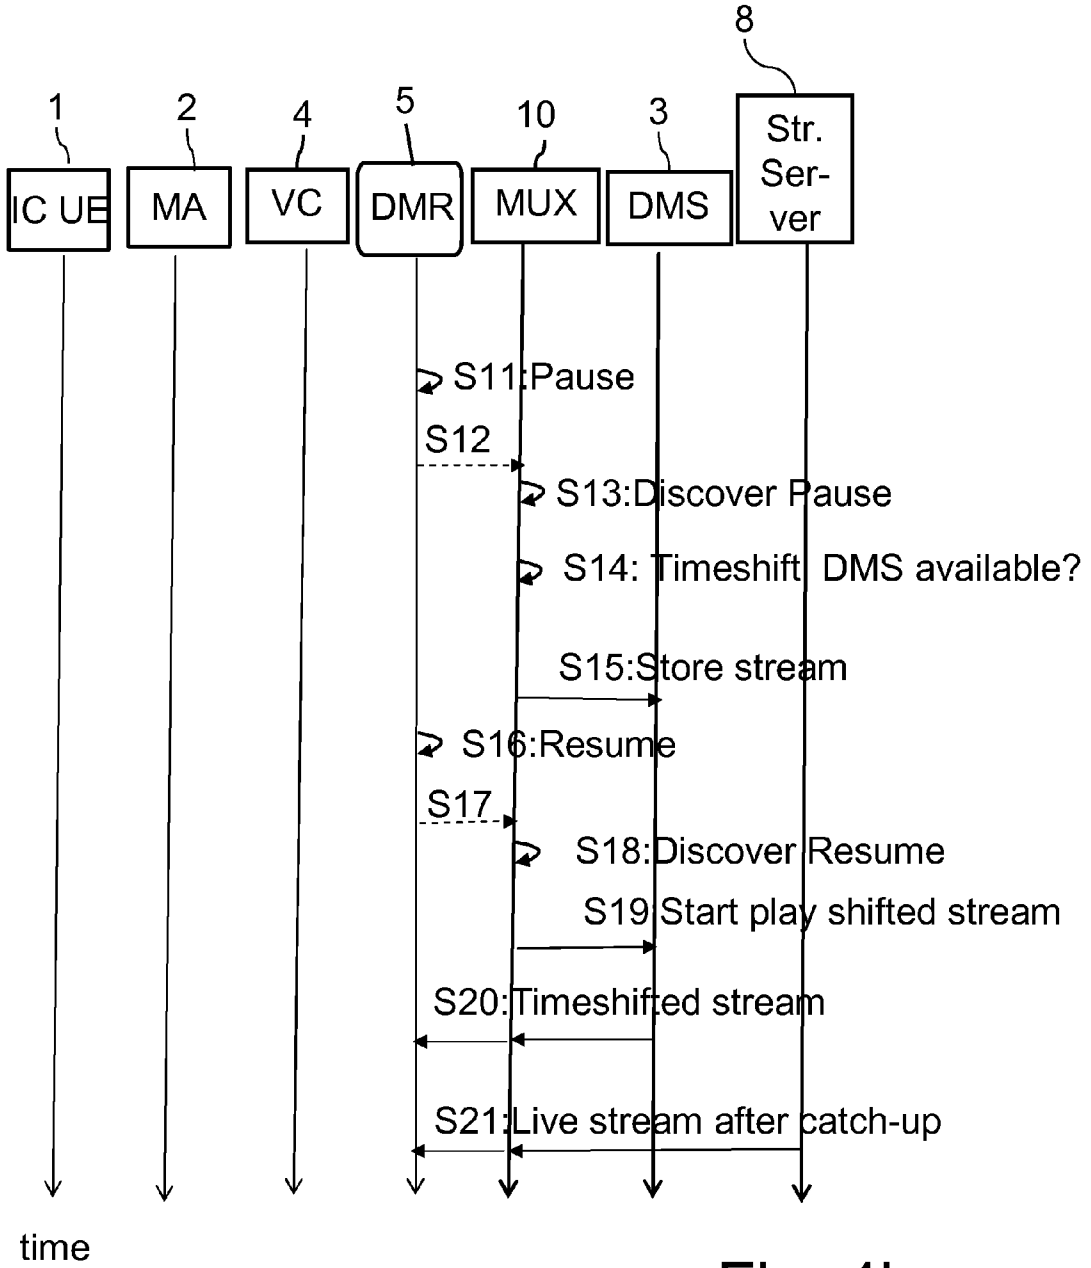 8
1 2 4 5 10 3
Str.
Ser-
ver
IC UE MA VC DMR MUX DMS
S11:Pause
S12
S13:Discover Pause
S14: Timeshift DMS available?
S15:Store stream
S16:Resume
S17
S18:Discover Resume
S19:Start play shifted stream
S20:Timeshifted stream
S21:Live stream after catch-up
time